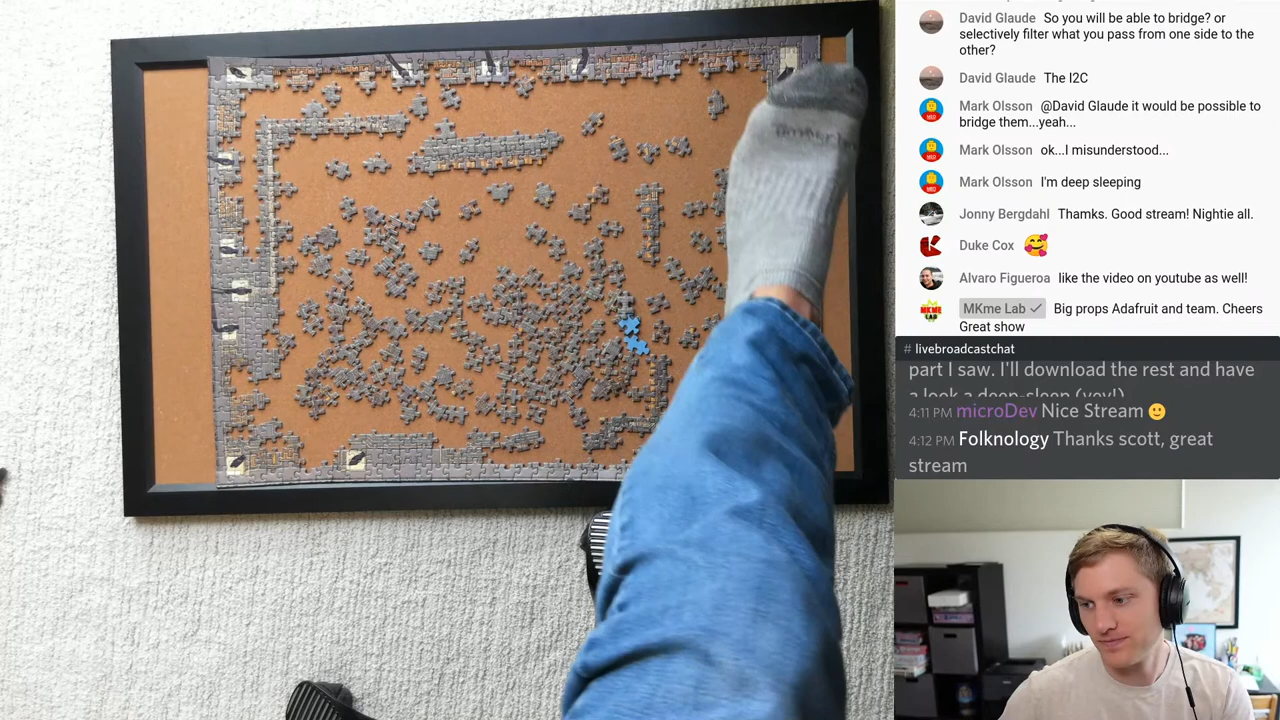 David Glaude So you will be able to bridge? or
selectively filter what you pass from one side to the
other?
David Glaude The I2C
Mark Olsson @David Glaude it would be possible to
bridge them...yeah...
Mark Olsson ok...I misunderstood...
Mark Olsson I'm deep sleeping
Jonny Bergdahl Thamks. Good stream! Nightie all.
Duke Cox 🥰
Alvaro Figueroa like the video on youtube as well!
MKme Lab ✓ Big props Adafruit and team. Cheers
Great show
# livebroadcastchat
part I saw. I'll download the rest and have
a look a deep-sleep (yey!)
4:11 PM microDev Nice Stream 🙂
4:12 PM Folknology Thanks scott, great
stream